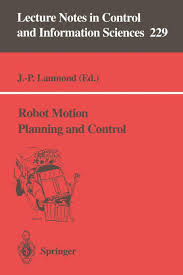 Lecture Notes in Control
and Information Sciences 229
J.-P. Laumond (Ed.)
Robot Motion
Planning and Control
Springer